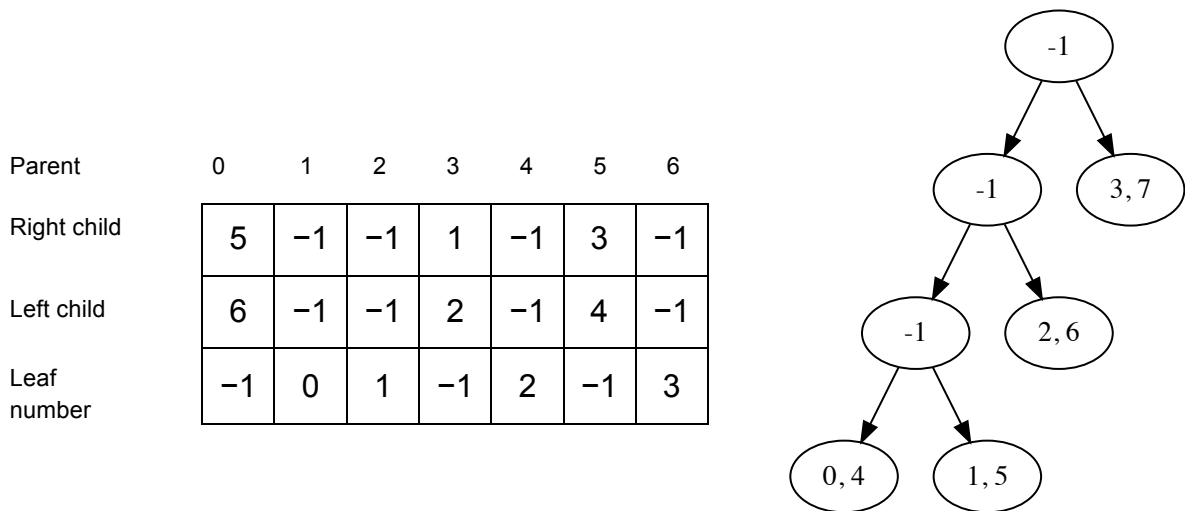 Parent 0 1 2 3 4 5 6
Right child 5 −1 −1 1 −1 3 −1
Left child 6 −1 −1 2 −1 4 −1
Leaf
number −1 0 1 −1 2 −1 3
-1
-1 3, 7
-1 2, 6
0, 4 1, 5